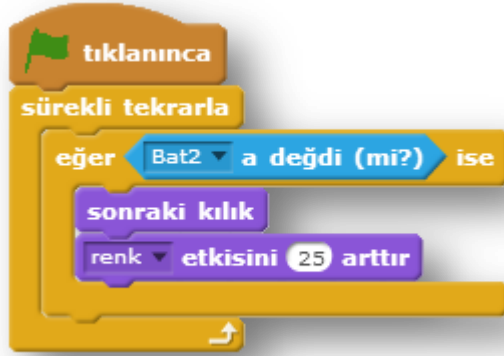 tıklanınca
sürekli tekrarla
eğer Bat2 a değdi (mi?) ise
sonraki kılık
renk etkisini 25 arttır